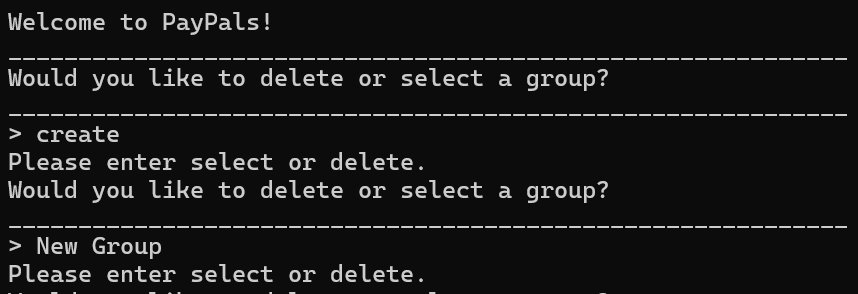 Welcome to PayPals!
____________________________________________________________
Would you like to delete or select a group?
____________________________________________________________
> create
Please enter select or delete.
Would you like to delete or select a group?
____________________________________________________________
> New Group
Please enter select or delete.